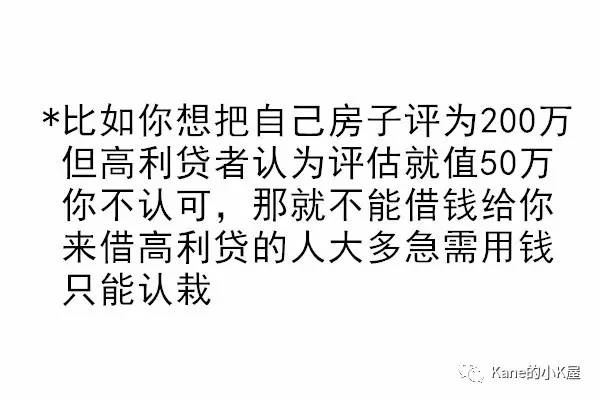 *比如你想把自己房子评为200万
但高利贷者认为评估就值50万
你不认可，那就不能借钱给你
来借高利贷的人大多急需用钱
只能认栽
Kane的小K屋